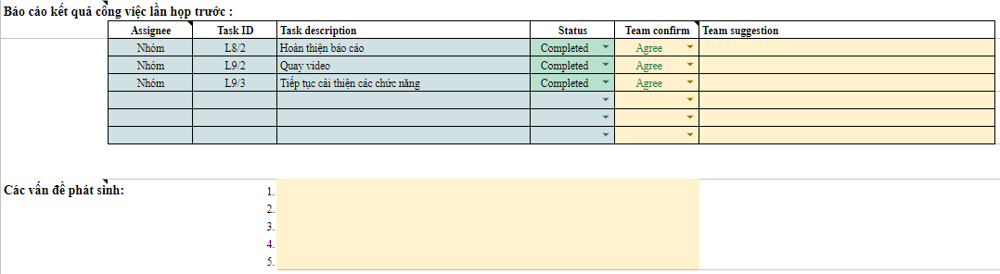 Báo cáo kết quả công việc lần họp trước :
Assignee Task ID Task description Status Team confirm Team suggestion
Nhóm L8/2 Hoàn thiện báo cáo Completed Agree
Nhóm L9/2 Quay video Completed Agree
Nhóm L9/3 Tiếp tục cải thiện các chức năng Completed Agree
Các vấn đề phát sinh: 1.
2.
3.
4.
5.